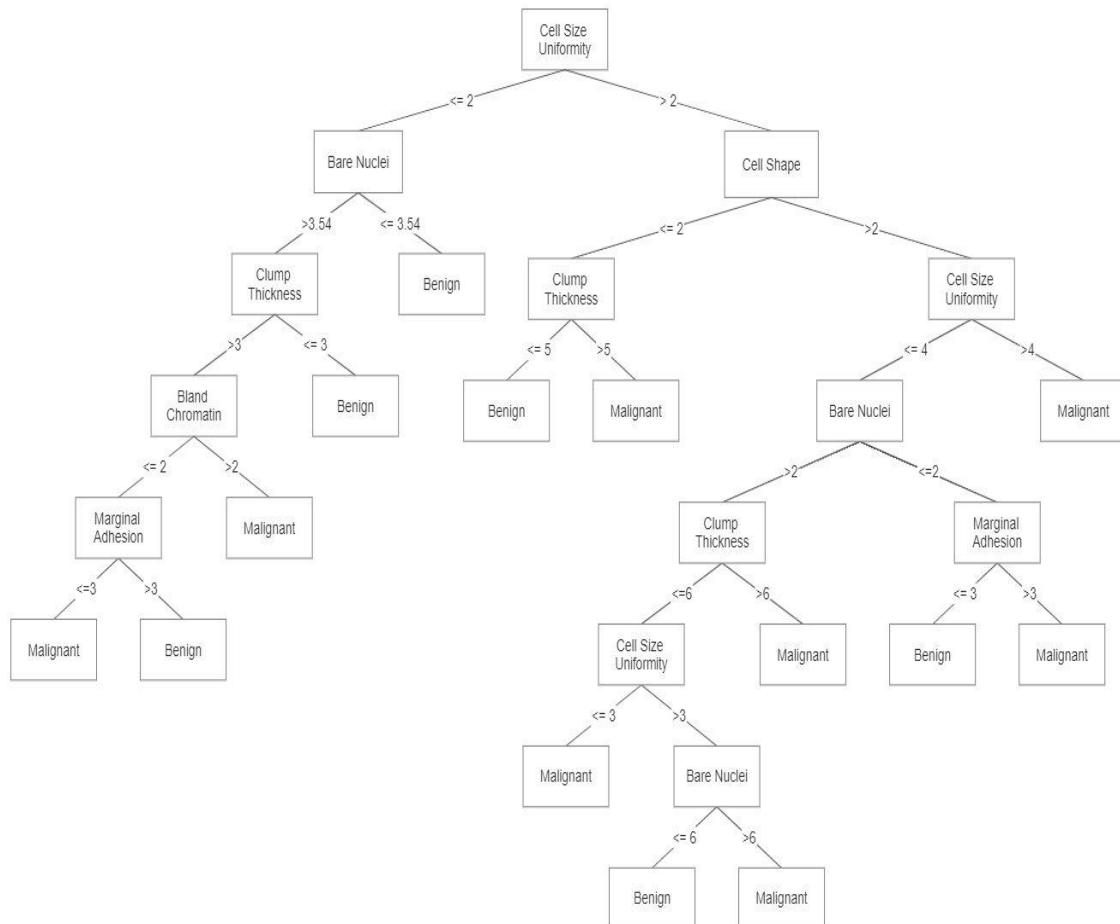 Cell Size
Uniformity
<= 2
> 2
Bare Nuclei
Cell Shape
>3.54
<= 3.54
<= 2
>2
Clump
Thickness
Benign
Clump
Thickness
Cell Size
Uniformity
>3
<= 3
<= 5
>5
<= 4
>4
Bland
Chromatin
Benign
Benign
Malignant
Bare Nuclei
Malignant
<= 2
>2
>2
<=2
Marginal
Adhesion
Malignant
Clump
Thickness
Marginal
Adhesion
<=3
>3
<=6
>6
<= 3
>3
Malignant
Benign
Cell Size
Uniformity
Malignant
Benign
Malignant
<= 3
>3
Malignant
Bare Nuclei
<= 6
>6
Benign
Malignant